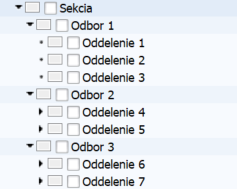 Sekcia
Odbor 1
Oddelenie 1
Oddelenie 2
Oddelenie 3
Odbor 2
Oddelenie 4
Oddelenie 5
Odbor 3
Oddelenie 6
Oddelenie 7